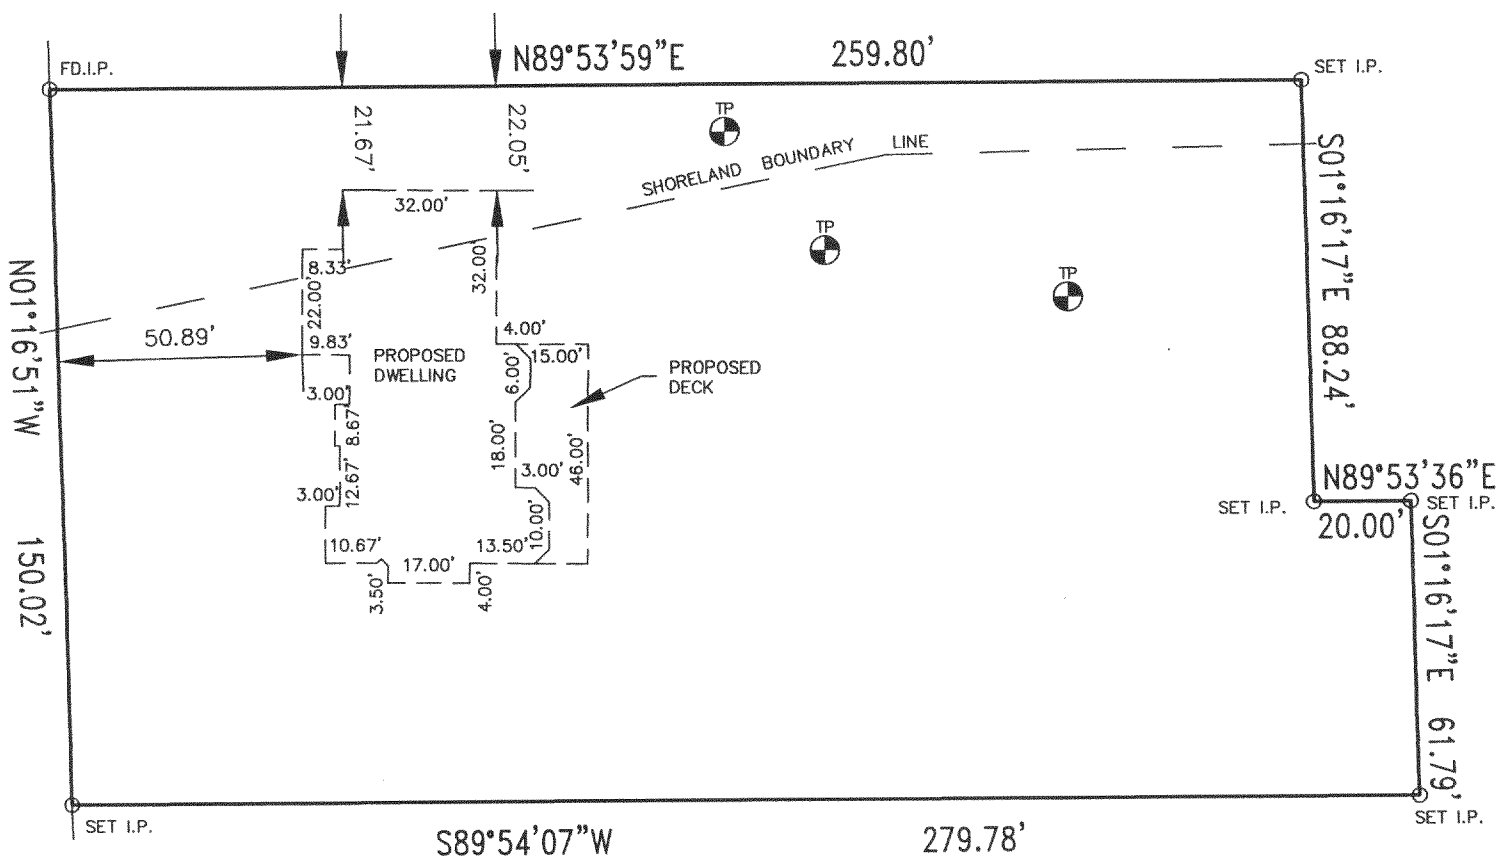 N89°53'59"E 259.80'
FD.I.P.
SET I.P.
21.67'
22.05'
TP
SHORELAND BOUNDARY LINE
S01°16'17"E 88.24'
32.00'
TP
8.33'
32.00'
TP
22.00'
N01°16'51"W 150.02'
50.89'
9.83'
4.00'
15.00'
PROPOSED
DWELLING
6.00'
PROPOSED
DECK
3.00'
8.67'
18.00'
46.00'
3.00'
12.67'
3.00'
N89°53'36"E
SET I.P.
SET I.P.
20.00'
10.00'
10.67'
17.00'
13.50'
3.50'
4.00'
S01°16'17"E 61.79'
SET I.P.
SET I.P.
S89°54'07"W 279.78'